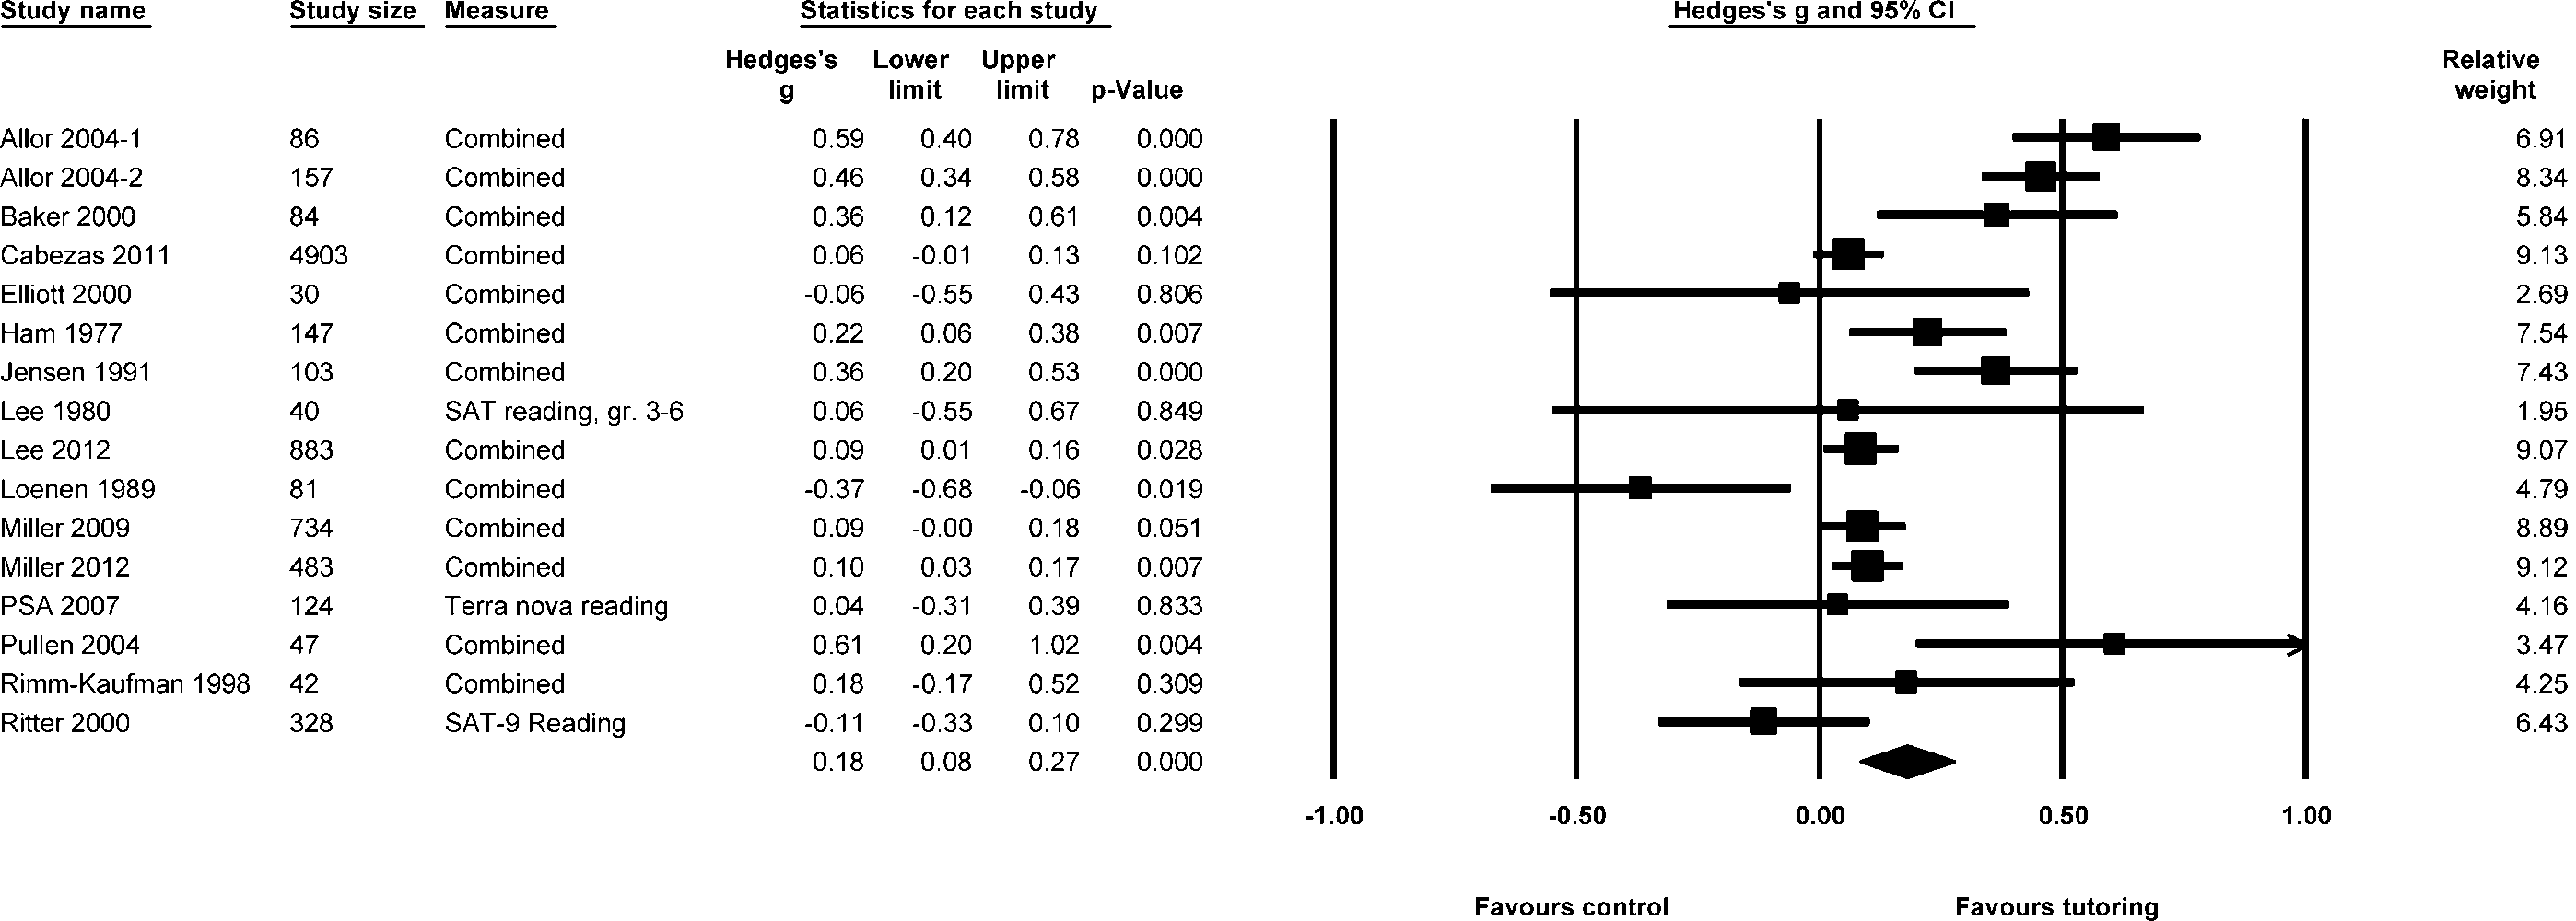 Study name Study size Measure Statistics for each study Hedges's g and 95% CI
Hedges's Lower Upper Relative
g limit limit p-Value weight
Allor 2004-1 86 Combined 0.59 0.40 0.78 0.000 6.91
Allor 2004-2 157 Combined 0.46 0.34 0.58 0.000 8.34
Baker 2000 84 Combined 0.36 0.12 0.61 0.004 5.84
Cabezas 2011 4903 Combined 0.06 -0.01 0.13 0.102 9.13
Elliott 2000 30 Combined -0.06 -0.55 0.43 0.806 2.69
Ham 1977 147 Combined 0.22 0.06 0.38 0.007 7.54
Jensen 1991 103 Combined 0.36 0.20 0.53 0.000 7.43
Lee 1980 40 SAT reading, gr. 3-6 0.06 -0.55 0.67 0.849 1.95
Lee 2012 883 Combined 0.09 0.01 0.16 0.028 9.07
Loenen 1989 81 Combined -0.37 -0.68 -0.06 0.019 4.79
Miller 2009 734 Combined 0.09 -0.00 0.18 0.051 8.89
Miller 2012 483 Combined 0.10 0.03 0.17 0.007 9.12
PSA 2007 124 Terra nova reading 0.04 -0.31 0.39 0.833 4.16
Pullen 2004 47 Combined 0.61 0.20 1.02 0.004 3.47
Rimm-Kaufman 1998 42 Combined 0.18 -0.17 0.52 0.309 4.25
Ritter 2000 328 SAT-9 Reading -0.11 -0.33 0.10 0.299 6.43
0.18 0.08 0.27 0.000
-1.00 -0.50 0.00 0.50 1.00
Favours control Favours tutoring